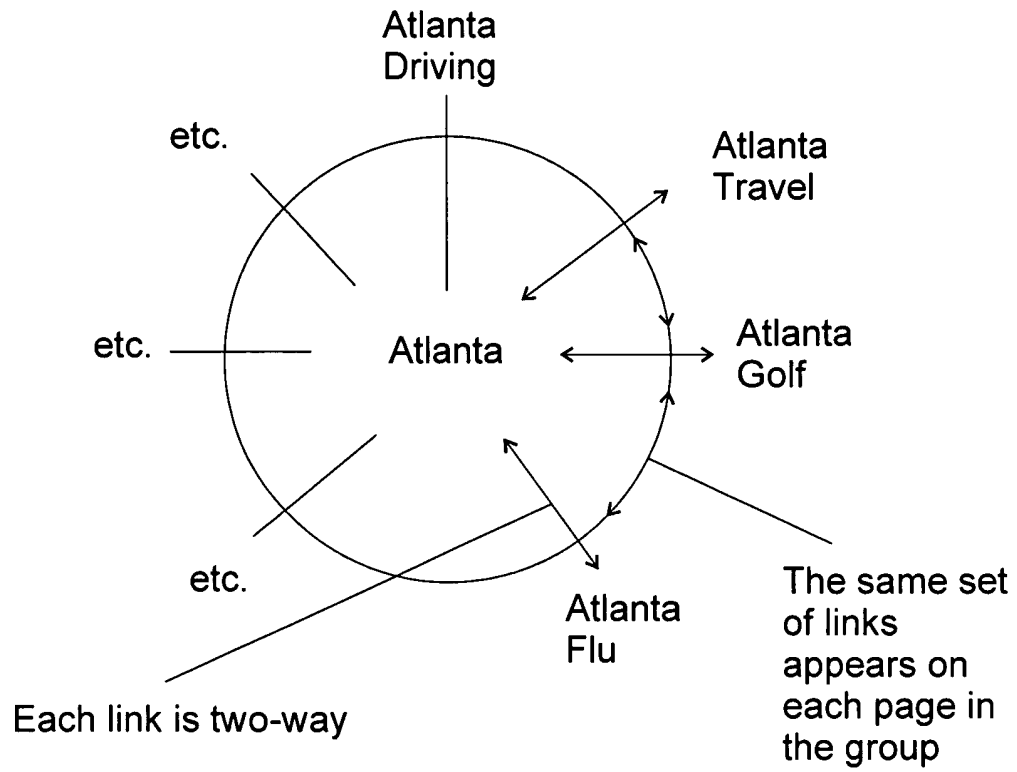 Atlanta
Driving
etc.
Atlanta
Travel
etc.
Atlanta
Atlanta
Golf
etc.
Atlanta
Flu
The same set
of links
appears on
each page in
the group
Each link is two-way